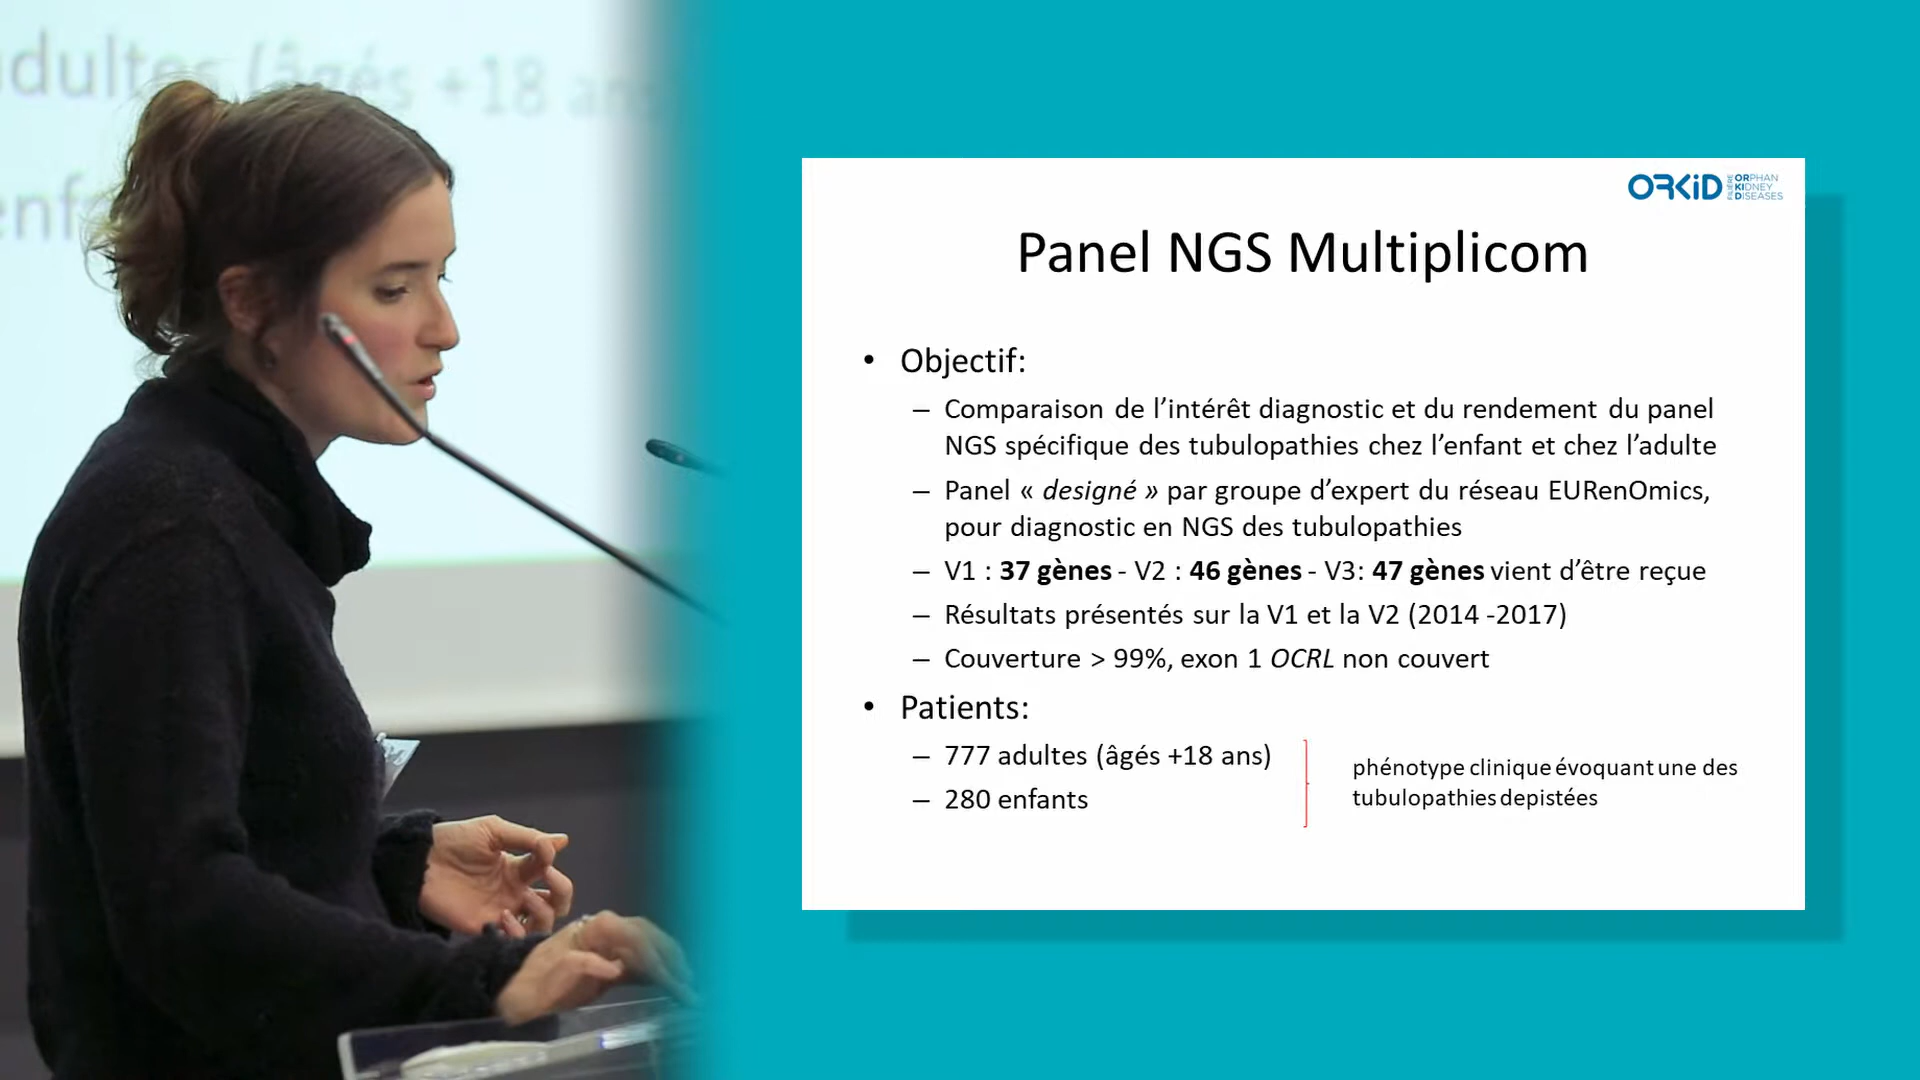 adultes (âgés +18 ans
enf
ORKiD
FILIÈRE
ORPHAN
KIDNEY
DISEASES
Panel NGS Multiplicom
• Objectif:
– Comparaison de l’intérêt diagnostic et du rendement du panel
NGS spécifique des tubulopathies chez l’enfant et chez l’adulte
– Panel « designé » par groupe d’expert du réseau EURenOmics,
pour diagnostic en NGS des tubulopathies
– V1 : 37 gènes - V2 : 46 gènes - V3: 47 gènes vient d’être reçue
– Résultats présentés sur la V1 et la V2 (2014 -2017)
– Couverture > 99%, exon 1 OCRL non couvert
• Patients:
– 777 adultes (âgés +18 ans)
– 280 enfants
phénotype clinique évoquant une des
tubulopathies depistées